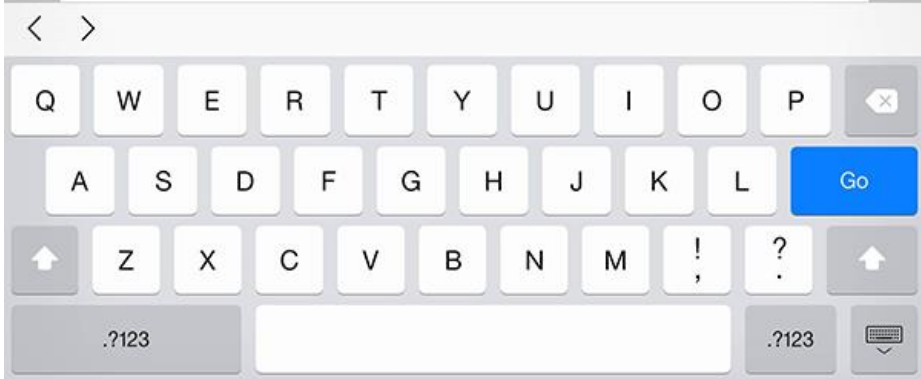 Q W E R T Y U I O P
A S D F G H J K L Go
Z X C V B N M ! , ? .
.?123 .?123